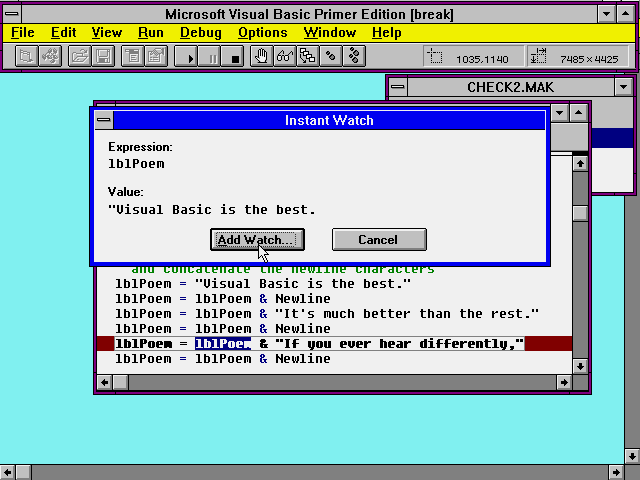 Microsoft Visual Basic Primer Edition [break]
File Edit View Run Debug Options Window Help
1035,1140 7485×4425
CHECK2.MAK
Instant Watch
Expression:
lblPoem
Value:
"Visual Basic is the best.
Add Watch... Cancel
and concatenate the newline characters
lblPoem = "Visual Basic is the best."
lblPoem = lblPoem & Newline
lblPoem = lblPoem & "It's much better than the rest."
lblPoem = lblPoem & Newline
lblPoem = lblPoem & "If you ever hear differently,"
lblPoem = lblPoem & Newline